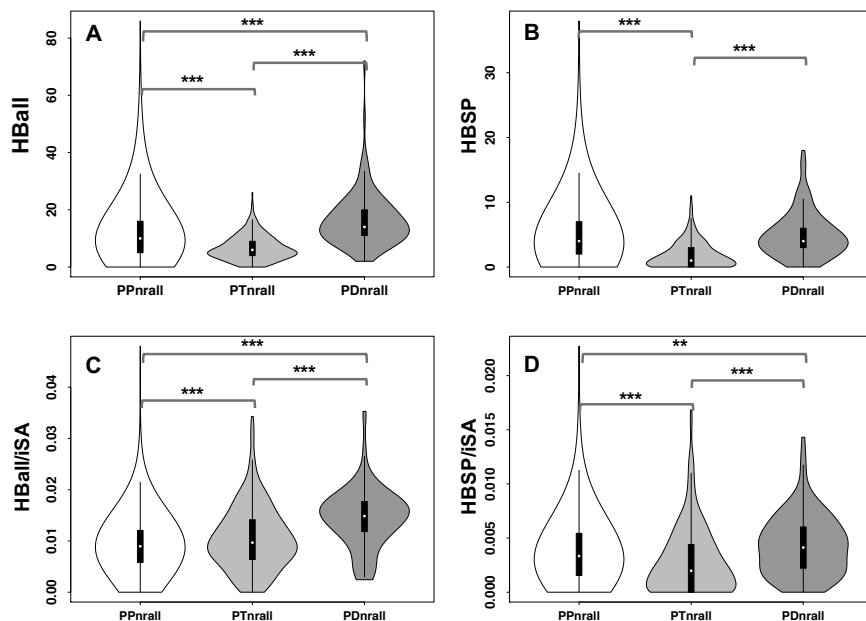 A
HBall
80
60
40
20
0
***
***
***
PPnrall
PTnrall
PDnrall
B
HBSP
30
20
10
0
***
***
PPnrall
PTnrall
PDnrall
C
HBall/iSA
0.04
0.03
0.02
0.01
0.00
***
***
***
PPnrall
PTnrall
PDnrall
D
HBSP/iSA
0.020
0.015
0.010
0.005
0.000
**
***
***
PPnrall
PTnrall
PDnrall